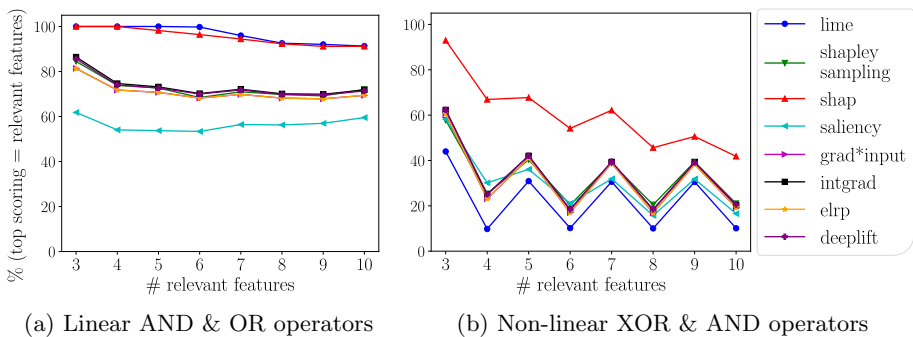 % (top scoring = relevant features)
100
80
60
40
20
0
3 4 5 6 7 8 9 10
# relevant features
(a) Linear AND & OR operators
100
80
60
40
20
0
3 4 5 6 7 8 9 10
# relevant features
(b) Non-linear XOR & AND operators
lime
shapley
sampling
shap
saliency
grad*input
intgrad
elrp
deeplift